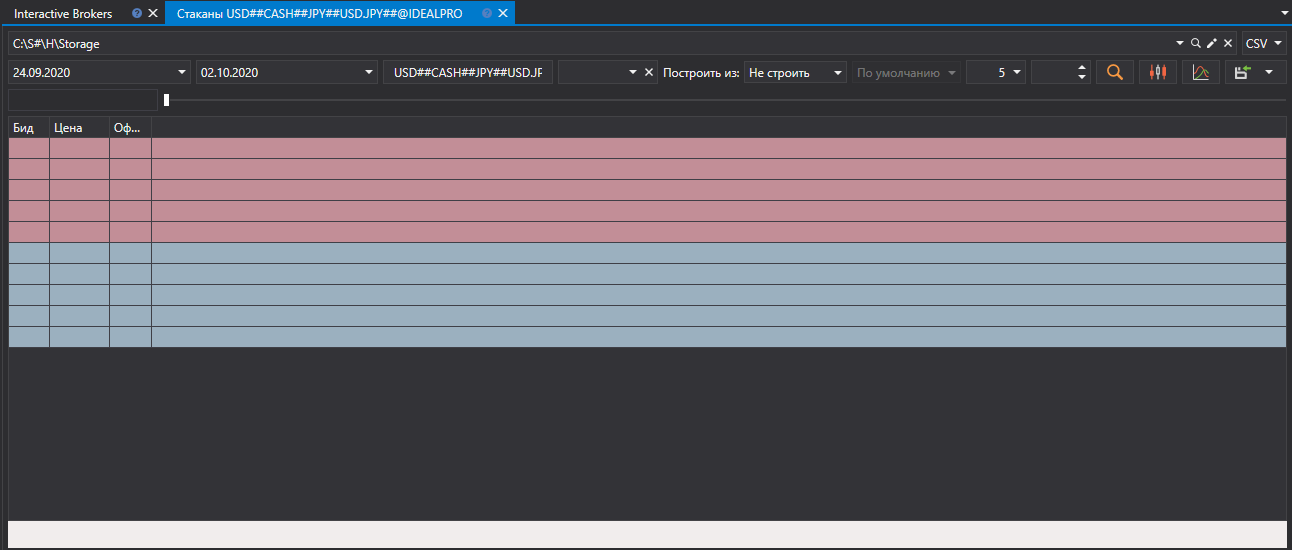 Interactive Brokers Стаканы USD##CASH##JPY##USD.JPY##@IDEALPRO
C:\S#\H\Storage CSV
24.09.2020 02.10.2020 USD##CASH##JPY##USD.JF Построить из: Не строить По умолчанию 5
Бид Цена Оф...